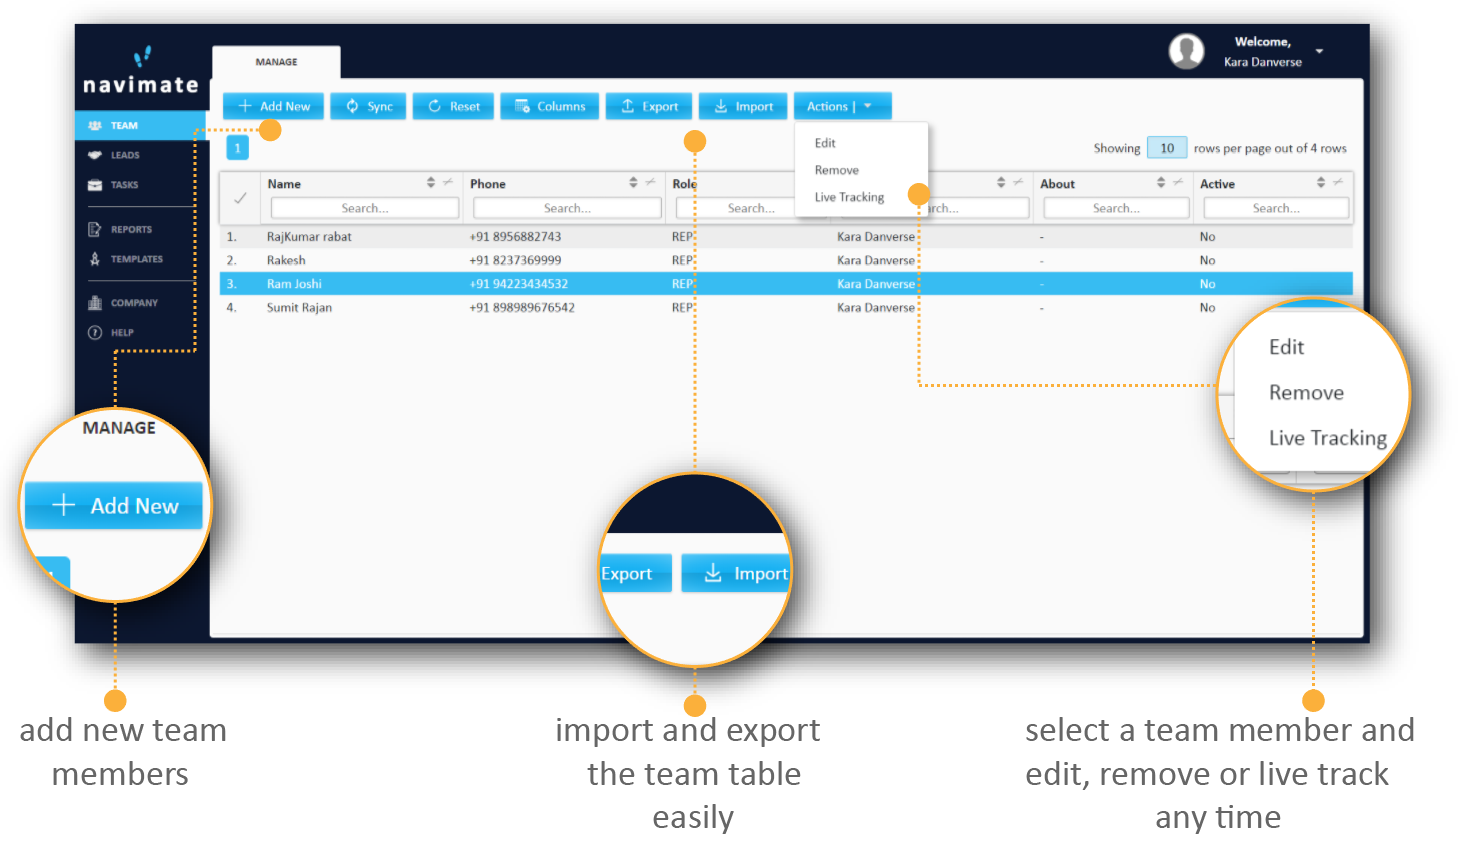 navimate
MANAGE
Welcome,
Kara Danverse
Add New Sync Reset Columns Export Import Actions |
TEAM
LEADS
TASKS
REPORTS
TEMPLATES
COMPANY
HELP
1
Edit
Remove
Live Tracking
Showing 10 rows per page out of 4 rows
Name Phone Role About Active
Search... Search... Search... rch... Search... Search...
1. RajKumar rabat +91 8956882743 REP Kara Danverse - No
2. Rakesh +91 8237369999 REP Kara Danverse - No
3. Ram Joshi +91 94223434532 REP Kara Danverse - No
4. Sumit Rajan +91 898989676542 REP Kara Danverse - No
MANAGE
Add New
Export Import
Edit
Remove
Live Tracking
add new team
members
import and export
the team table
easily
select a team member and
edit, remove or live track
any time